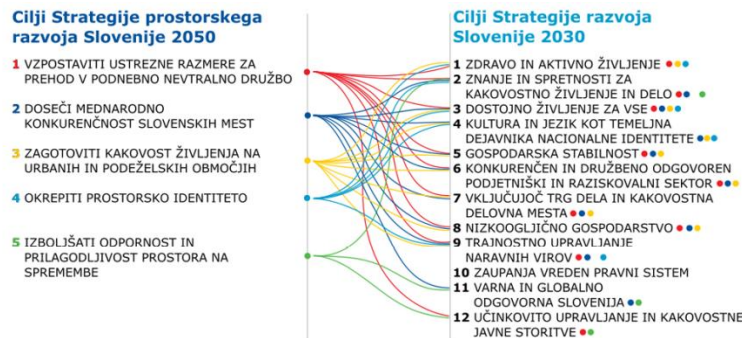 Cilji Strategije prostorskega
razvoja Slovenije 2050
1 VZPOSTAVITI USTREZNE RAZMERE ZA
PREHOD V PODNEBNO NEVTRALNO DRUŽBO
2 DOSEČI MEDNARODNO
KONKURENČNOST SLOVENSKIH MEST
3 ZAGOTOVITI KAKOVOST ŽIVLJENJA NA
URBANIH IN PODEŽELSKIH OBMOČJIH
4 OKREPITI PROSTORSKO IDENTITETO
5 IZBOLJŠATI ODPORNOST IN
PRILAGODLJIVOST PROSTORA NA
SPREMEMBE
Cilji Strategije razvoja
Slovenije 2030
1 ZDRAVO IN AKTIVNO ŽIVLJENJE
2 ZNANJE IN SPRETNOSTI ZA
KAKOVOSTNO ŽIVLJENJE IN DELO
3 DOSTOJNO ŽIVLJENJE ZA VSE
4 KULTURA IN JEZIK KOT TEMELJNA
DEJAVNIKA NACIONALNE IDENTITETE
5 GOSPODARSKA STABILNOST
6 KONKURENČEN IN DRUŽBENO ODGOVOREN
PODJETNIŠKI IN RAZISKOVALNI SEKTOR
7 VKLJUČUJOČ TRG DELA IN KAKOVOSTNA
DELOVNA MESTA
8 NIZKOOGLJIČNO GOSPODARSTVO
9 TRAJNOSTNO UPRAVLJANJE
NARAVNIH VIROV
10 ZAUPANJA VREDEN PRAVNI SISTEM
11 VARNA IN GLOBALNO
ODGOVORNA SLOVENIJA
12 UČINKOVITO UPRAVLJANJE IN KAKOVOSTNE
JAVNE STORITVE